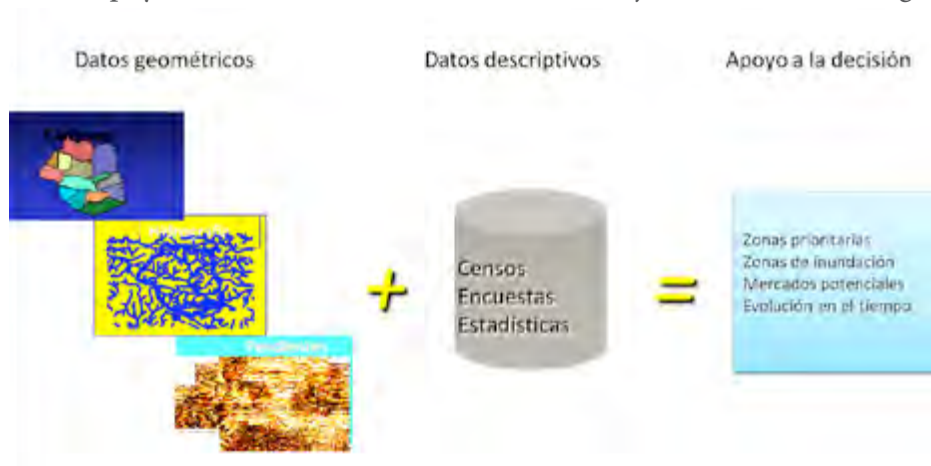 Datos geométricos
Datos descriptivos
Apoyo a la decisión
Censos
Encuestas
Estadísticas
Zonas prioritarias
Zonas de inundación
Mercados potenciales
Evolución en el tiempo
Pendientes